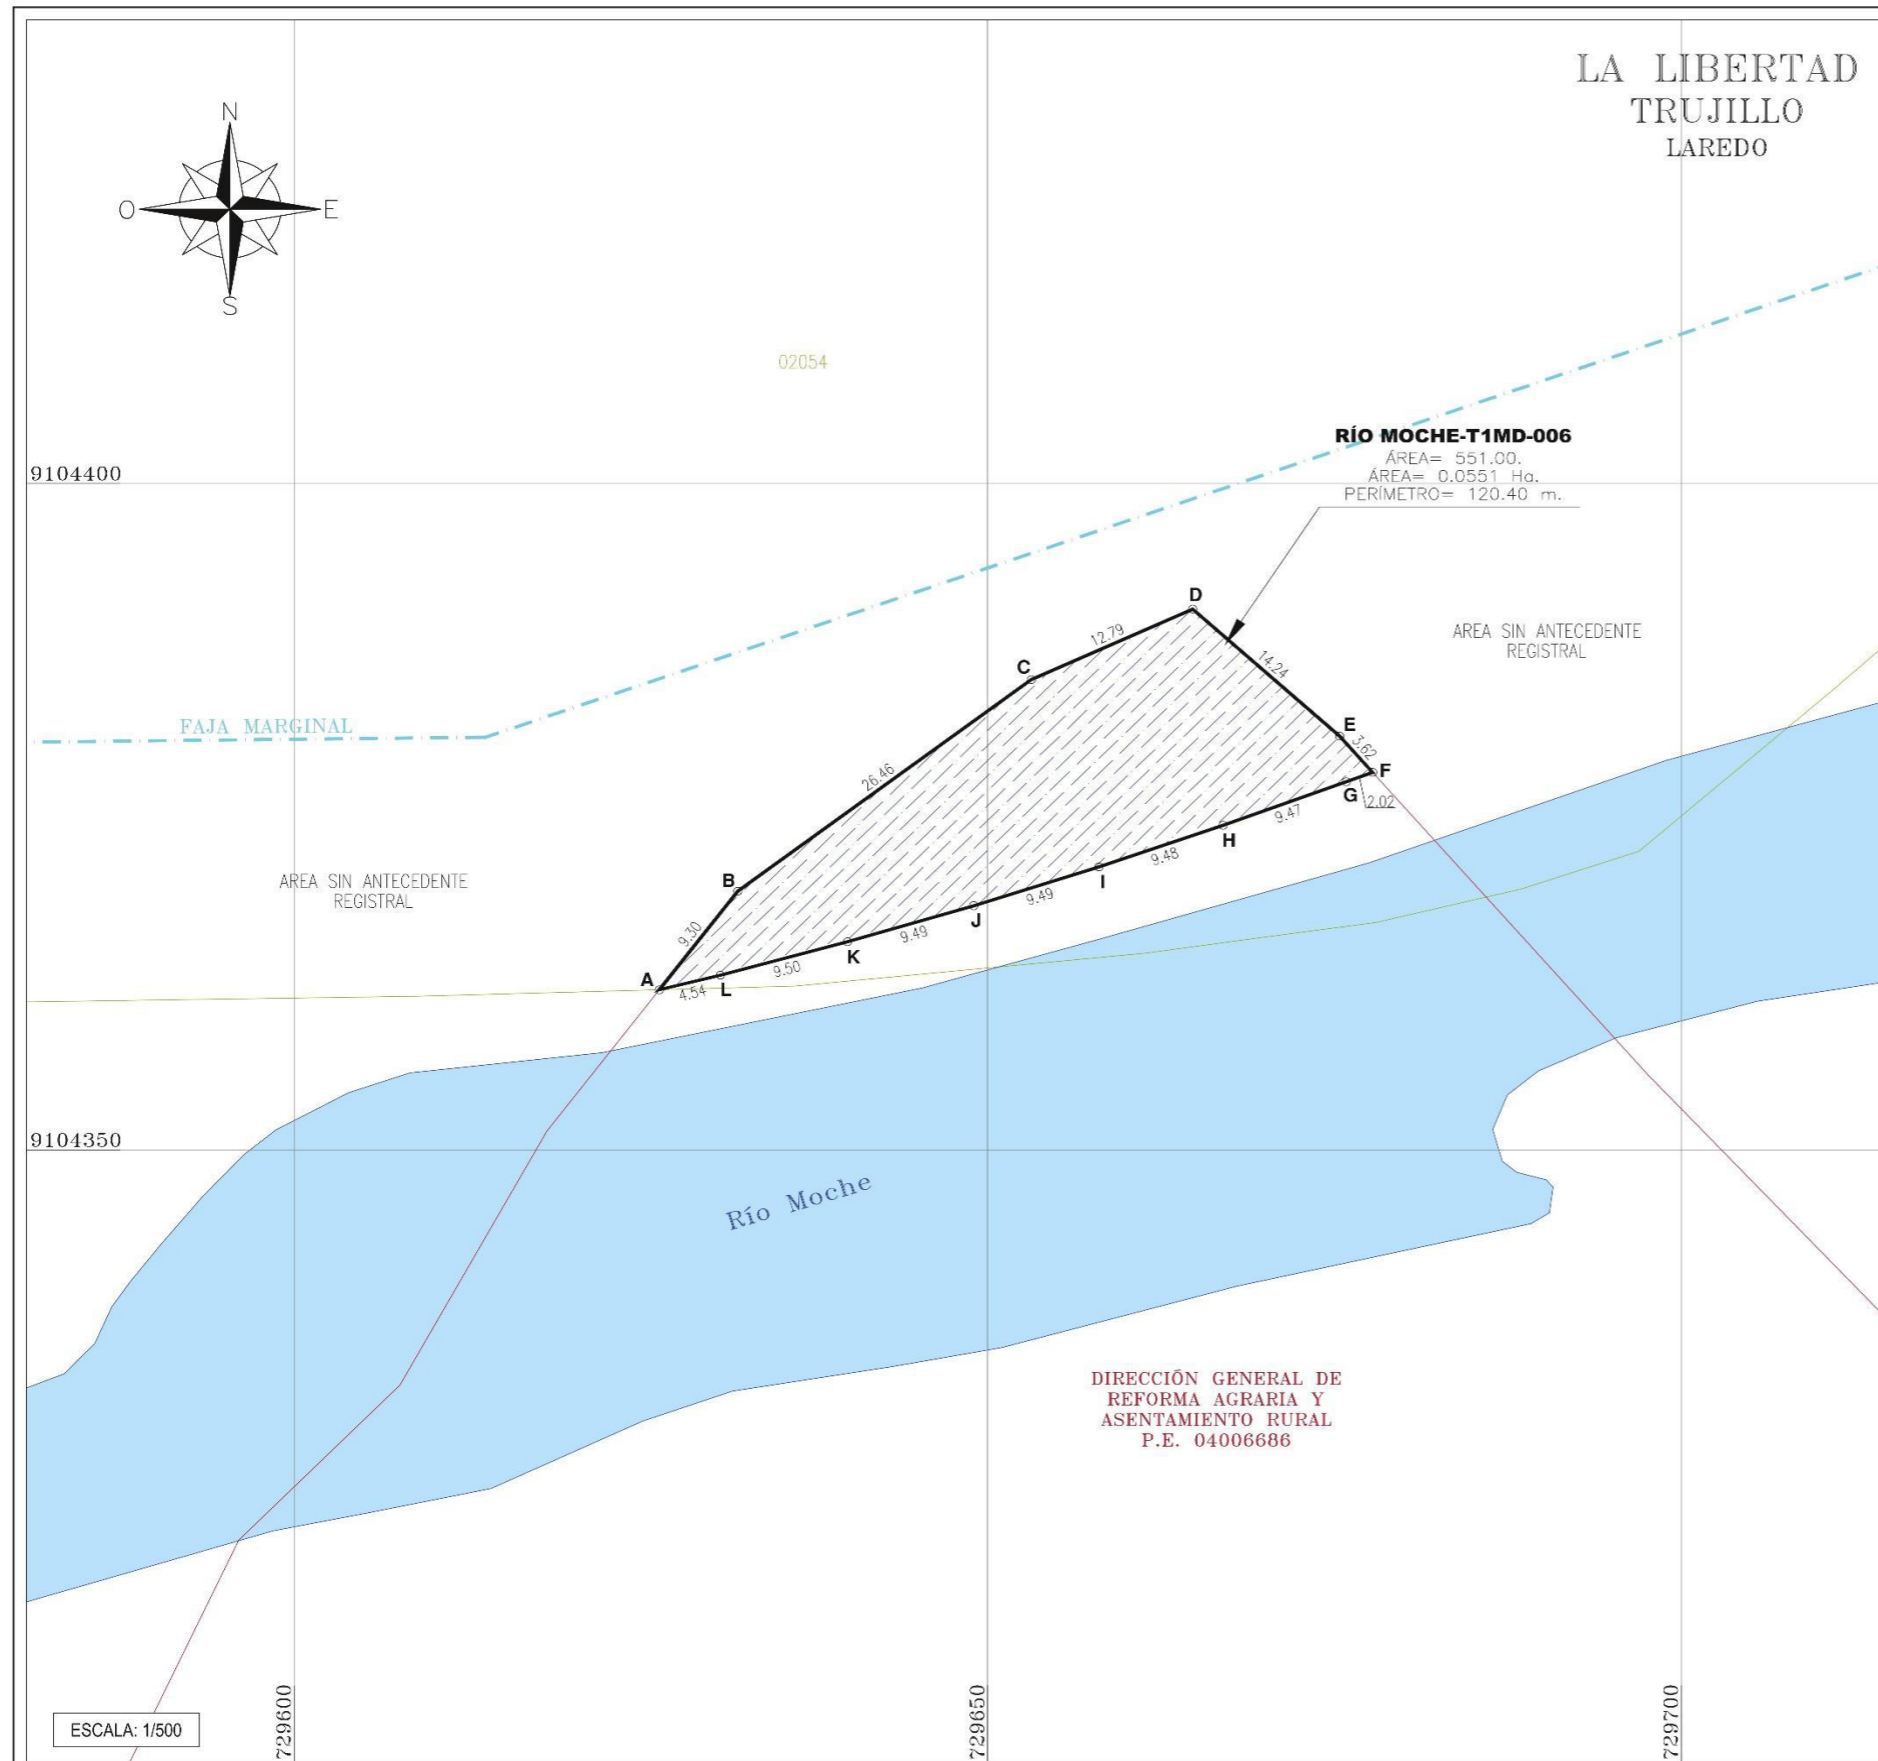 LA LIBERTAD
TRUJILLO
LAREDO
N
O
E
S
02054
RÍO MOCHE-T1MD-006
ÁREA= 551.00.
ÁREA= 0.0551 Ha.
PERÍMETRO= 120.40 m.
9104400
D
12.79
AREA SIN ANTECEDENTE
REGISTRAL
C
14.24
FAJA MARGINAL
E
3.62
26.46
F
G
2.02
9.47
H
B
9.48
I
AREA SIN ANTECEDENTE
REGISTRAL
9.49
J
9.30
9.49
K
9.50
A
4.54
L
9104350
Río Moche
DIRECCIÓN GENERAL DE
REFORMA AGRARIA Y
ASENTAMIENTO RURAL
P.E. 04006686
ESCALA: 1/500
729600
729650
729700